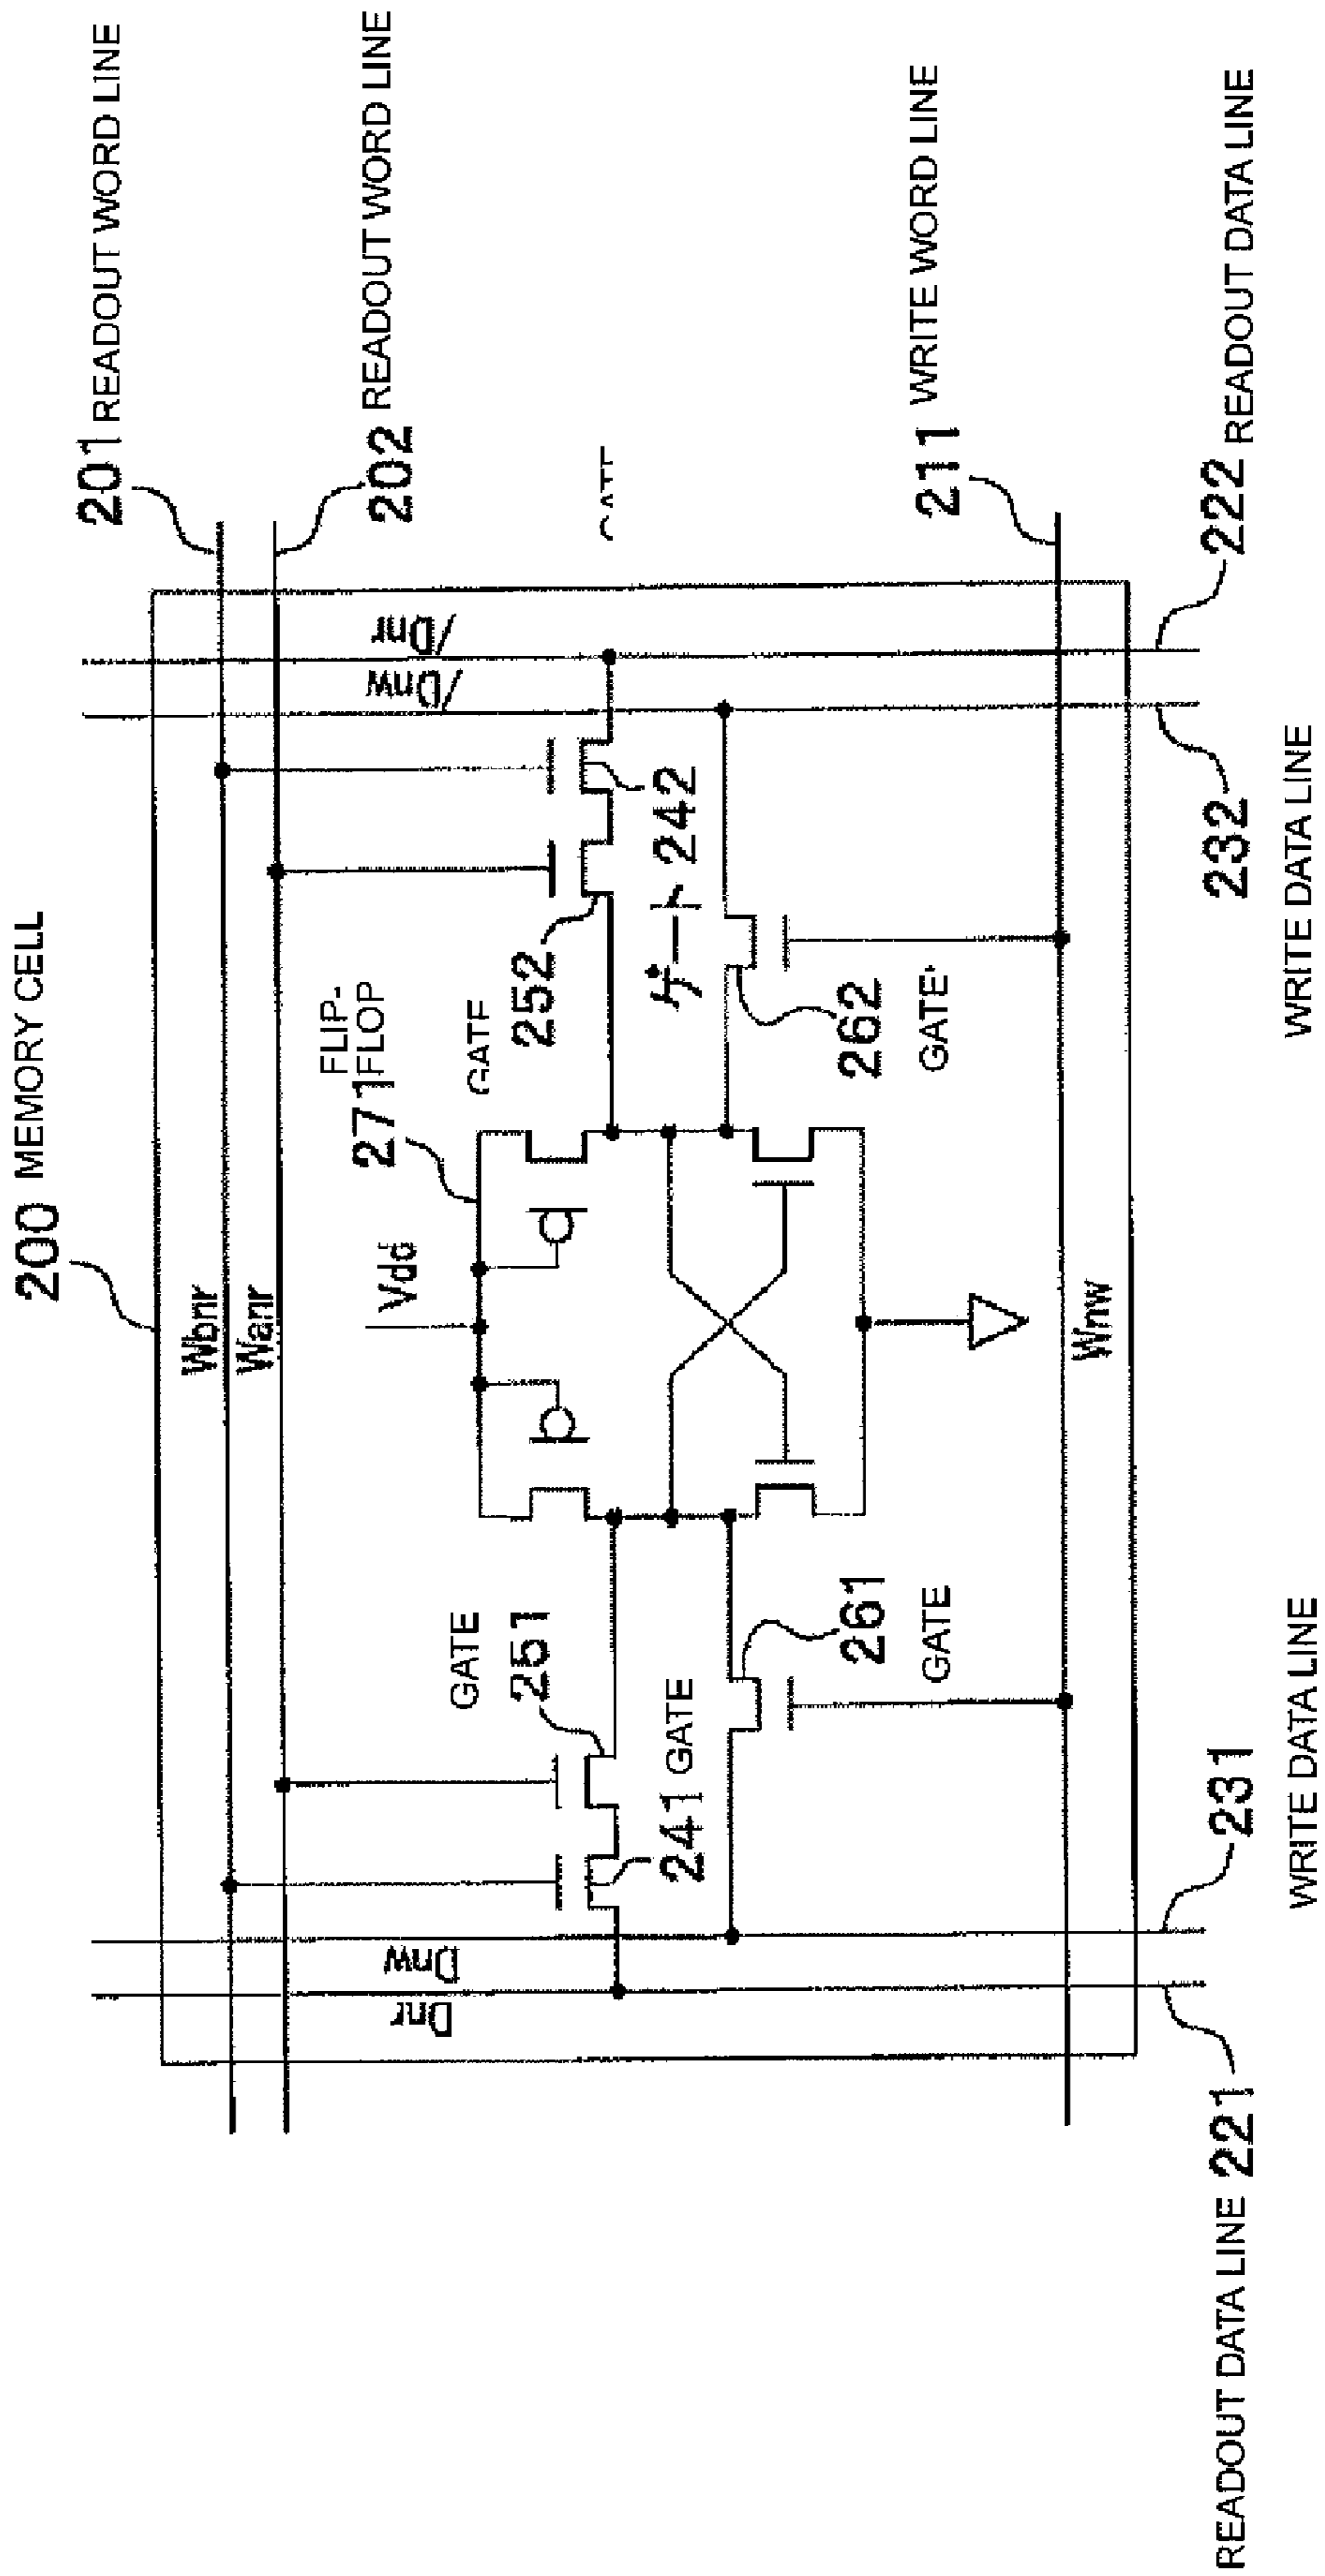 200 MEMORY CELL
201 READOUT WORD LINE
202 READOUT WORD LINE
Wbnr
Wanr
Vdd
271
FLIP-
FLOP
GATE
251
GATE
252
241 GATE
ゲート 242
261
GATE
262
GATE
Dnr
Dnw
/Dnw
/Dnr
Wnw
211 WRITE WORD LINE
READOUT DATA LINE 221
231
WRITE DATA LINE
232
WRITE DATA LINE
222 READOUT DATA LINE